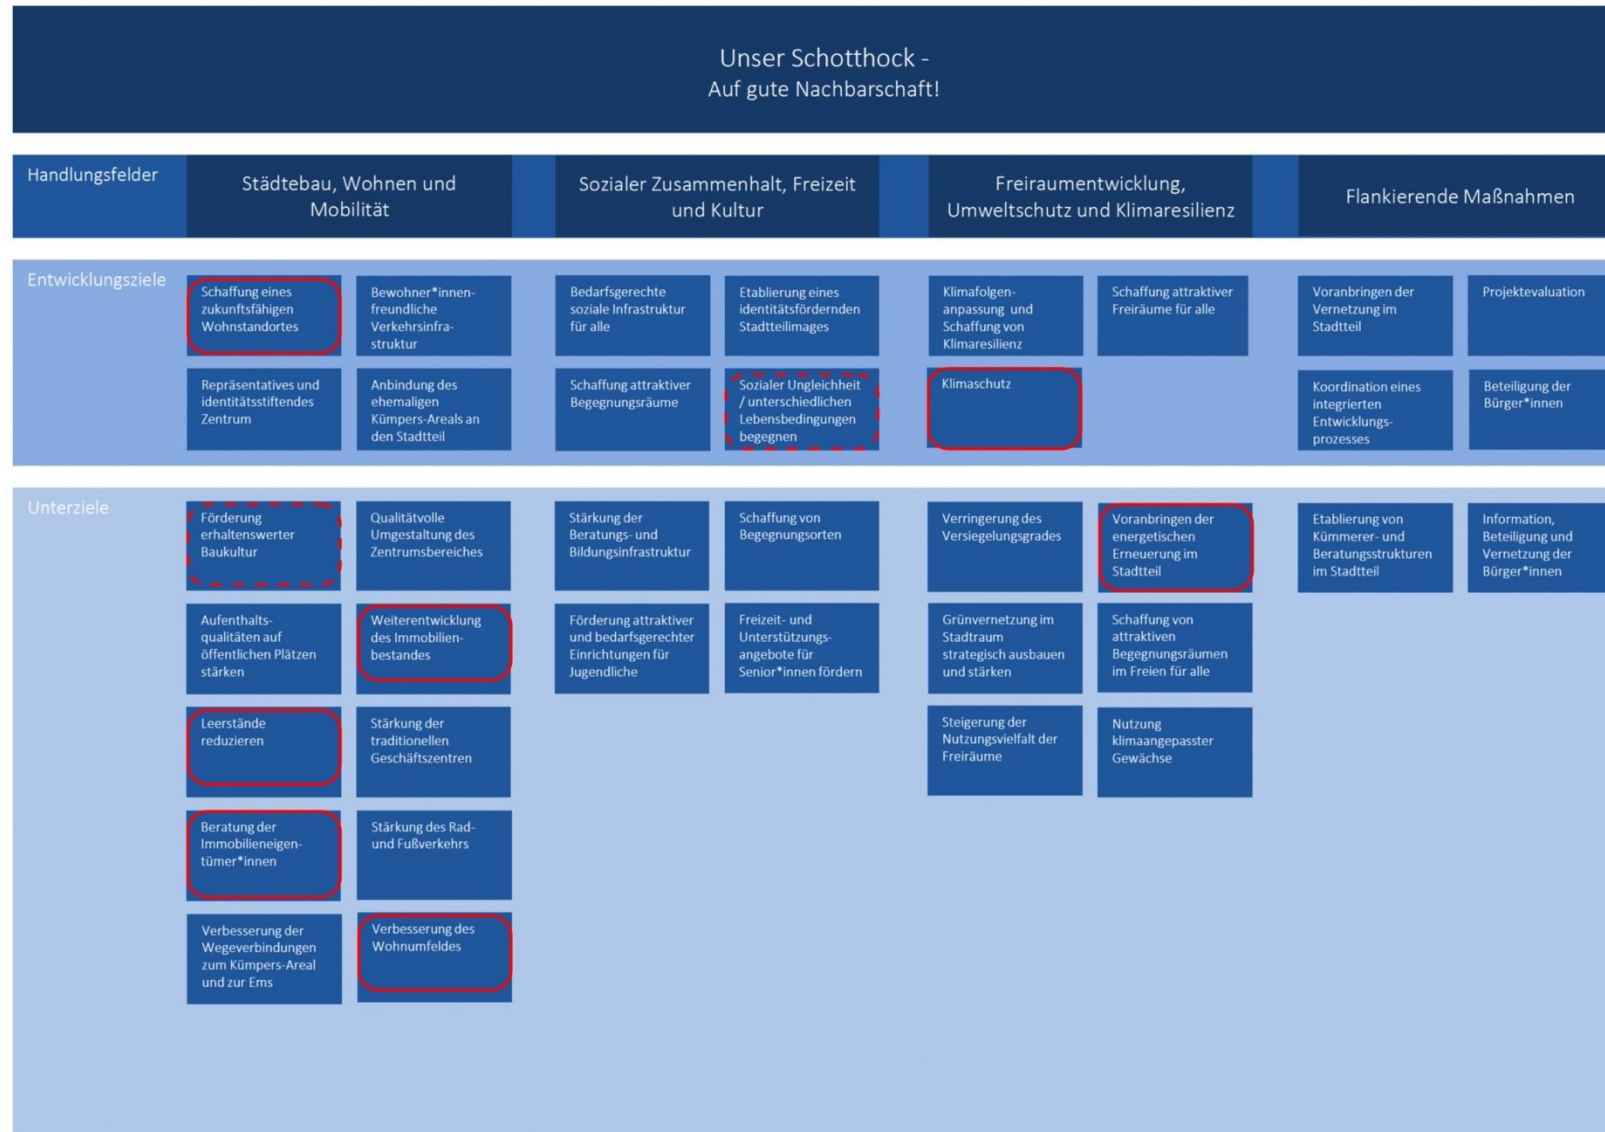 Unser Schotthock -
Auf gute Nachbarschaft!
Handlungsfelder
Städtebau, Wohnen und
Mobilität
Sozialer Zusammenhalt, Freizeit
und Kultur
Freiraumentwicklung,
Umweltschutz und Klimaresilienz
Flankierende Maßnahmen
Entwicklungsziele
Schaffung eines
zukunftsfähigen
Wohnstandortes
Bewohner*innen-
freundliche
Verkehrsinfra-
struktur
Bedarfsgerechte
soziale Infrastruktur
für alle
Etablierung eines
identitätsfördernden
Stadtteilimages
Klimafolgen-
anpassung und
Schaffung von
Klimaresilienz
Schaffung attraktiver
Freiräume für alle
Voranbringen der
Vernetzung im
Stadtteil
Projektevaluation
Repräsentatives und
identitätsstiftendes
Zentrum
Anbindung des
ehemaligen
Kümpers-Areals an
den Stadtteil
Schaffung attraktiver
Begegnungsräume
Sozialer Ungleichheit
/ unterschiedlichen
Lebensbedingungen
begegnen
Klimaschutz
Koordination eines
integrierten
Entwicklungs-
prozesses
Beteiligung der
Bürger*innen
Unterziele
Förderung
erhaltenswerter
Baukultur
Qualitätvolle
Umgestaltung des
Zentrumsbereiches
Stärkung der
Beratungs- und
Bildungsinfrastruktur
Schaffung von
Begegnungsorten
Verringerung des
Versiegelungsgrades
Voranbringen der
energetischen
Erneuerung im
Stadtteil
Etablierung von
Kümmerer- und
Beratungsstrukturen
im Stadtteil
Information,
Beteiligung und
Vernetzung der
Bürger*innen
Aufenthalts-
qualitäten auf
öffentlichen Plätzen
stärken
Weiterentwicklung
des Immobilien-
bestandes
Förderung attraktiver
und bedarfsgerechter
Einrichtungen für
Jugendliche
Freizeit- und
Unterstützungs-
angebote für
Senior*innen fördern
Grünvernetzung im
Stadtraum
strategisch ausbauen
und stärken
Schaffung von
attraktiven
Begegnungsräumen
im Freien für alle
Leerstände
reduzieren
Stärkung der
traditionellen
Geschäftszentren
Steigerung der
Nutzungsvielfalt der
Freiräume
Nutzung
klimaangepasster
Gewächse
Beratung der
Immobilieneigen-
tümer*innen
Stärkung des Rad-
und Fußverkehrs
Verbesserung der
Wegeverbindungen
zum Kümpers-Areal
und zur Ems
Verbesserung des
Wohnumfeldes